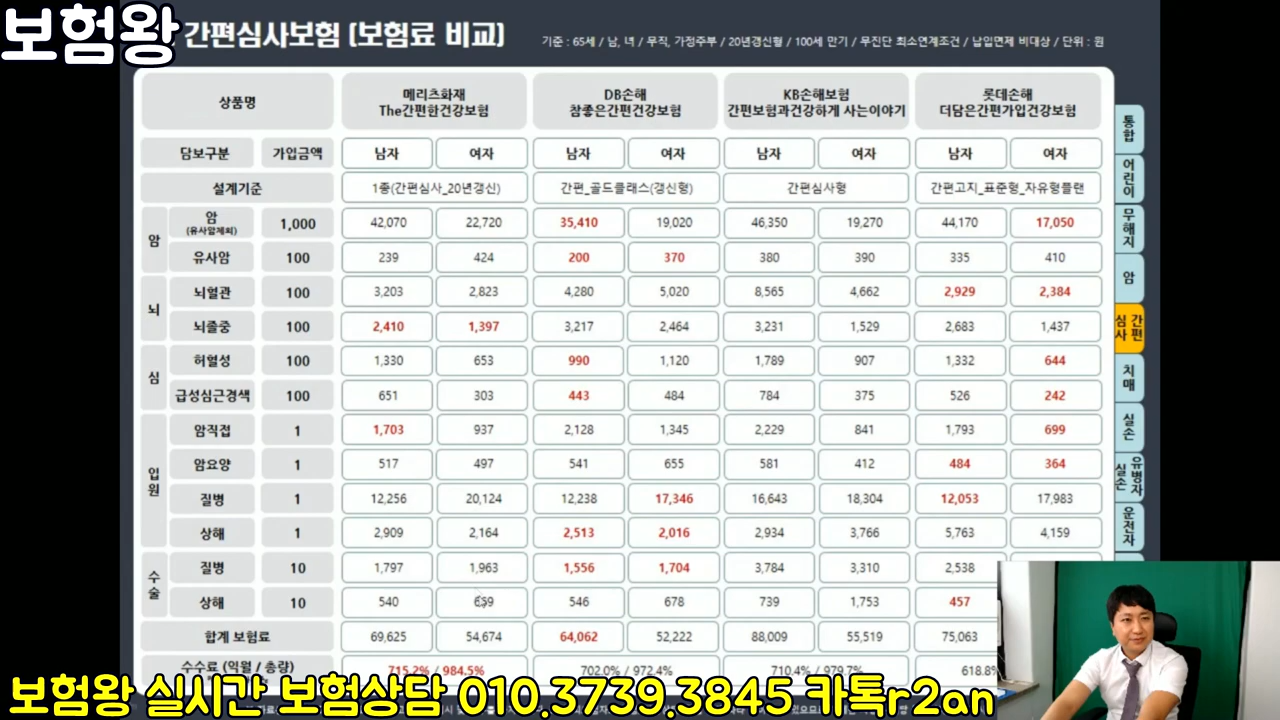 보험왕
간편심사보험 (보험료 비교)
기준 : 65세 / 남, 녀 / 무직, 가정주부 / 20년갱신형 / 100세 만기 / 무진단 최소연계조건 / 납입면제 비대상 / 단위 : 원
상품명 메리츠화재 The간편한건강보험 DB손해 참좋은간편건강보험 KB손해보험 간편보험과건강하게 사는이야기 롯데손해 더담은간편가입건강보험
담보구분 가입금액 남자 여자 남자 여자 남자 여자 남자 여자
설계기준 1종(간편심사_20년갱신) 간편_골드플래스(갱신형) 간편심사형 간편고지_표준형_자유형플랜
암 암 (유사암제외) 1,000 42,070 22,720 35,410 19,020 46,350 19,270 44,170 17,050
유사암 100 239 424 200 370 380 390 335 410
뇌 뇌혈관 100 3,203 2,823 4,280 5,020 8,565 4,662 2,929 2,384
뇌졸중 100 2,410 1,397 3,217 2,464 3,231 1,529 2,683 1,437
심 허혈성 100 1,330 653 990 1,120 1,789 907 1,332 644
급성심근경색 100 651 303 443 484 784 375 526 242
입원 암직접 1 1,703 937 2,128 1,345 2,229 841 1,793 699
암요양 1 517 497 541 655 581 412 484 364
질병 1 12,256 20,124 12,238 17,346 16,643 18,304 12,053 17,983
상해 1 2,909 2,164 2,513 2,016 2,934 3,766 5,763 4,159
수술 질병 10 1,797 1,963 1,556 1,704 3,784 3,310 2,538
상해 10 540 639 546 678 739 1,753 457
합계 보험료 69,625 54,674 64,062 52,222 88,009 55,519 75,063
수수료 (익월 / 총량) 715.2% / 984.5% 702.0% / 972.4% 710.4% / 979.7% 618.8%
통합
어린이
무해지
암
간편심사
치매
실손
유병자실손
운전자
보험왕 실시간 보험상담 010.3739.3845 카톡r2an